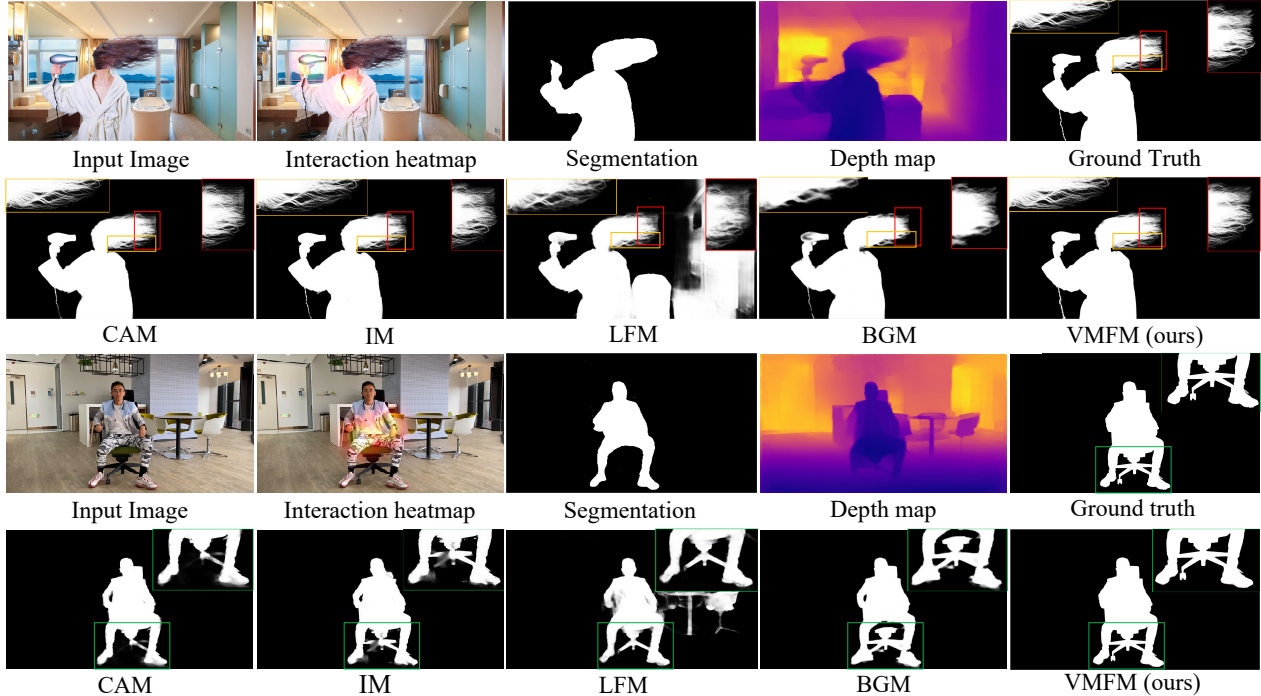 Input Image Interaction heatmap Segmentation Depth map Ground Truth
CAM IM LFM BGM VMFM (ours)
Input Image Interaction heatmap Segmentation Depth map Ground truth
CAM IM LFM BGM VMFM (ours)